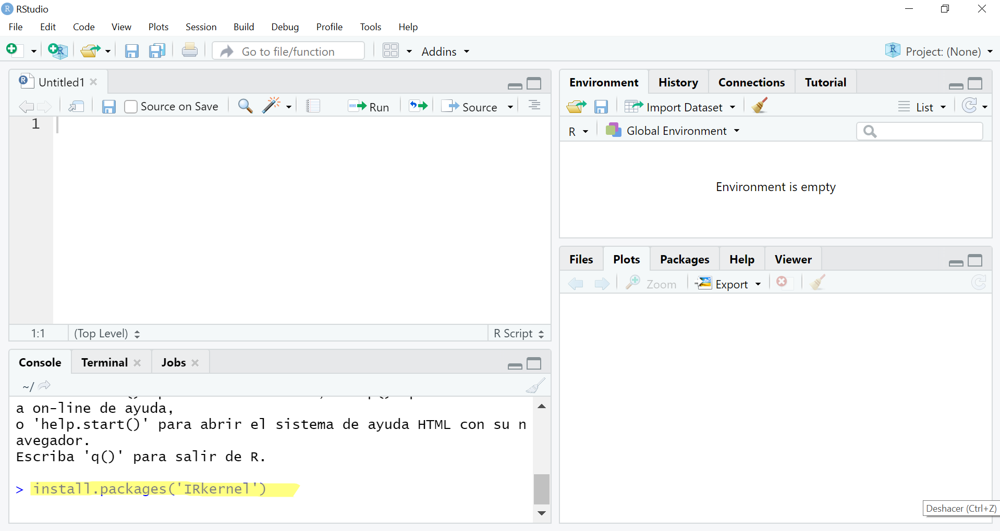 RStudio
File Edit Code View Plots Session Build Debug Profile Tools Help
Go to file/function Addins Project: (None)
Untitled1
Source on Save Run Source
1
1:1 (Top Level) R Script
Console Terminal Jobs
~/
a on-line de ayuda,
o 'help.start()' para abrir el sistema de ayuda HTML con su n
avegador.
Escriba 'q()' para salir de R.
> install.packages('IRkernel')
Environment History Connections Tutorial
Import Dataset List
R Global Environment
Environment is empty
Files Plots Packages Help Viewer
Zoom Export
Deshacer (Ctrl+Z)